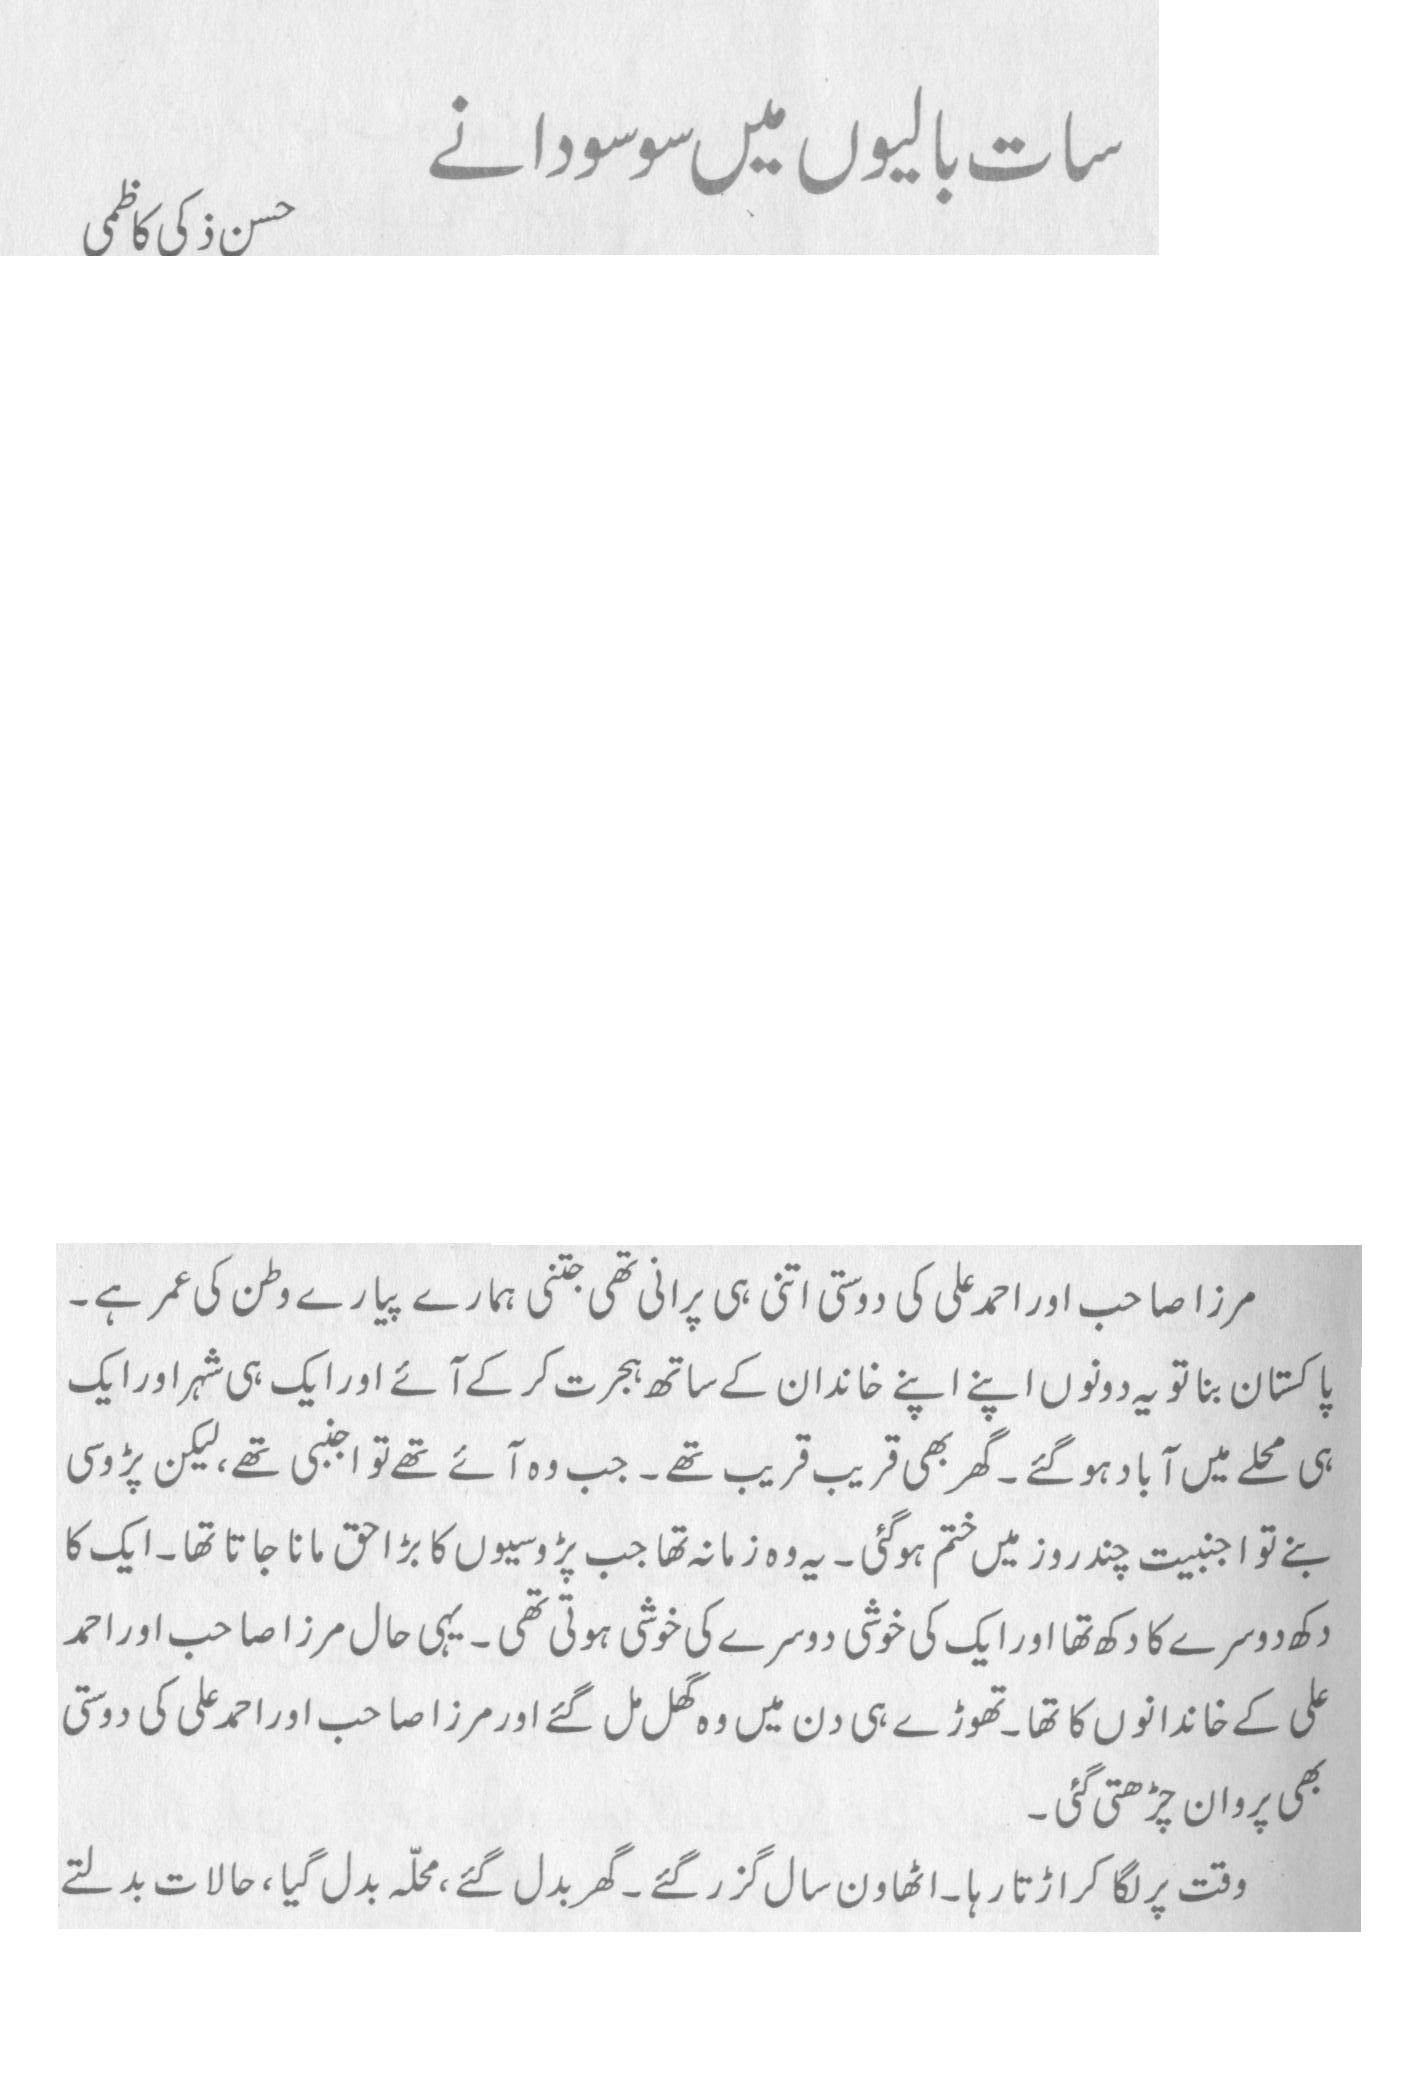 سات بالیوں میں سو سو دانے
حسن ذکی کاظمی
مرزا صاحب اور احمد علی کی دوستی اتنی ہی پرانی تھی جتنی ہمارے پیارے وطن کی عمر ہے۔
پاکستان بنا تو یہ دونوں اپنے اپنے خاندان کے ساتھ ہجرت کر کے آئے اور ایک ہی شہر اور ایک
ہی محلے میں آباد ہو گئے۔ گھر بھی قریب قریب تھے۔ جب وہ آئے تھے تو اجنبی تھے، لیکن پڑوسی
بنے تو اجنبیت چند روز میں ختم ہو گئی۔ یہ وہ زمانہ تھا جب پڑوسیوں کا بڑا حق مانا جاتا تھا۔ ایک کا
دکھ دوسرے کا دکھ تھا اور ایک کی خوشی دوسرے کی خوشی ہوتی تھی۔ یہی حال مرزا صاحب اور احمد
علی کے خاندانوں کا تھا۔ تھوڑے ہی دن میں وہ گھل مل گئے اور مرزا صاحب اور احمد علی کی دوستی
بھی پروان چڑھتی گئی۔
وقت پر لگا کر اڑتا رہا۔ اٹھاون سال گزر گئے۔ گھر بدل گئے، محلّہ بدل گیا، حالات بدلتے